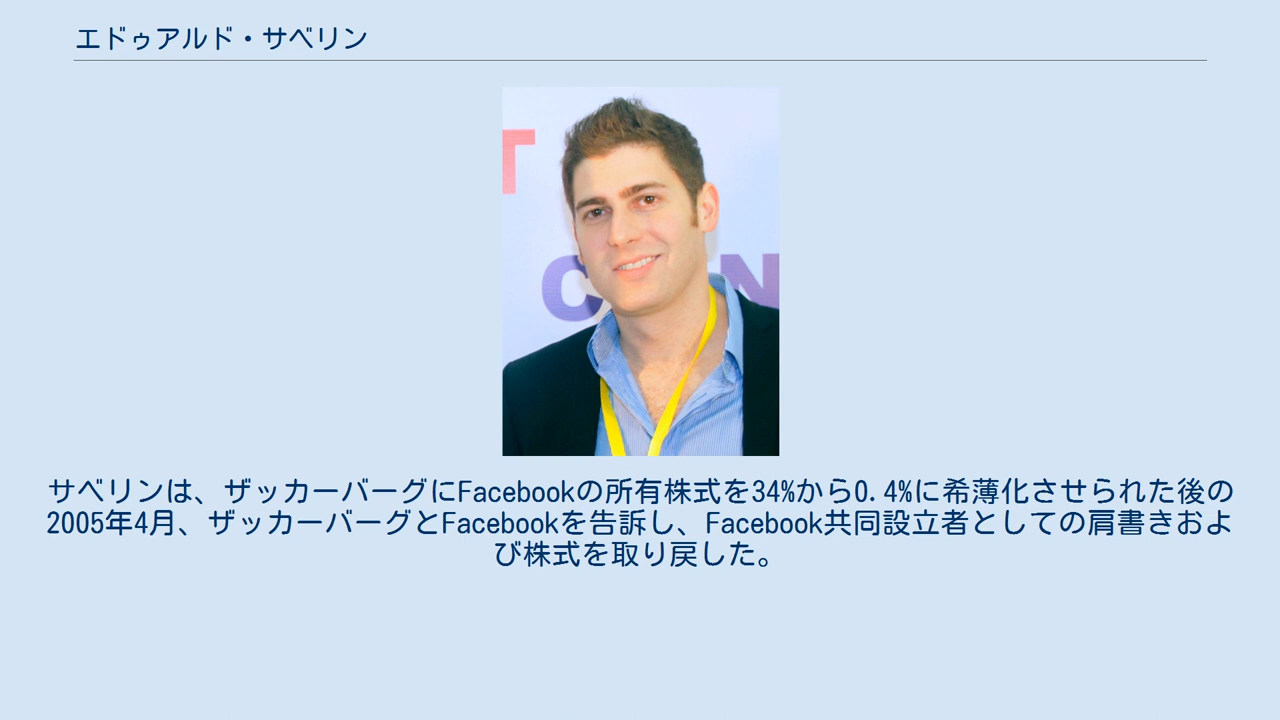 エドゥアルド・サベリン
T
C N
サベリンは、ザッカーバーグにFacebookの所有株式を34%から0.4%に希薄化させられた後の
2005年4月、ザッカーバーグとFacebookを告訴し、Facebook共同設立者としての肩書きおよ
び株式を取り戻した。